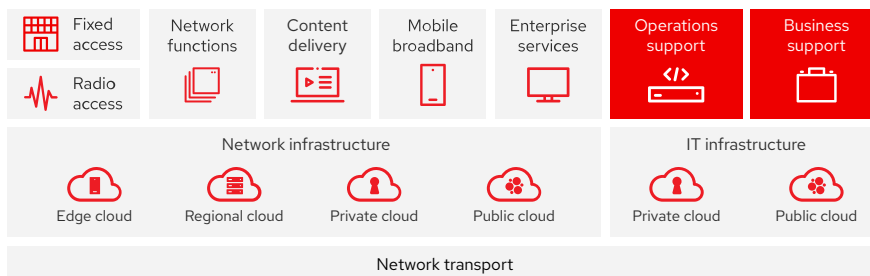 Fixed
access
Radio
access
Network
functions
Content
delivery
Mobile
broadband
Enterprise
services
Operations
support
Business
support
Network infrastructure
Edge cloud
Regional cloud
Private cloud
Public cloud
IT infrastructure
Private cloud
Public cloud
Network transport